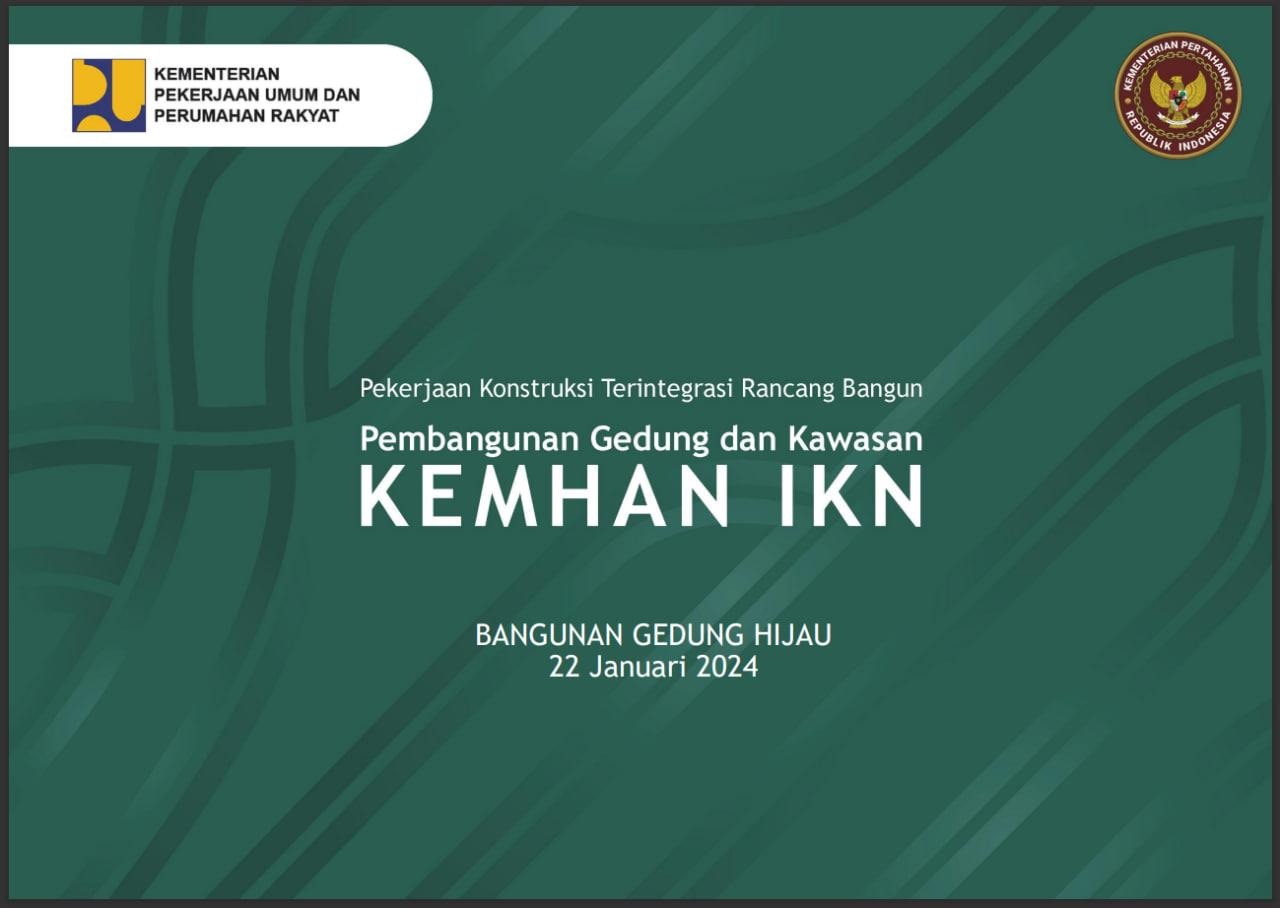 KEMENTERIAN
PEKERJAAN UMUM DAN
PERUMAHAN RAKYAT
KEMENTERIAN PERTAHANAN
REPUBLIK INDONESIA
Pekerjaan Konstruksi Terintegrasi Rancang Bangun
Pembangunan Gedung dan Kawasan
KEMHAN IKN
BANGUNAN GEDUNG HIJAU
22 Januari 2024